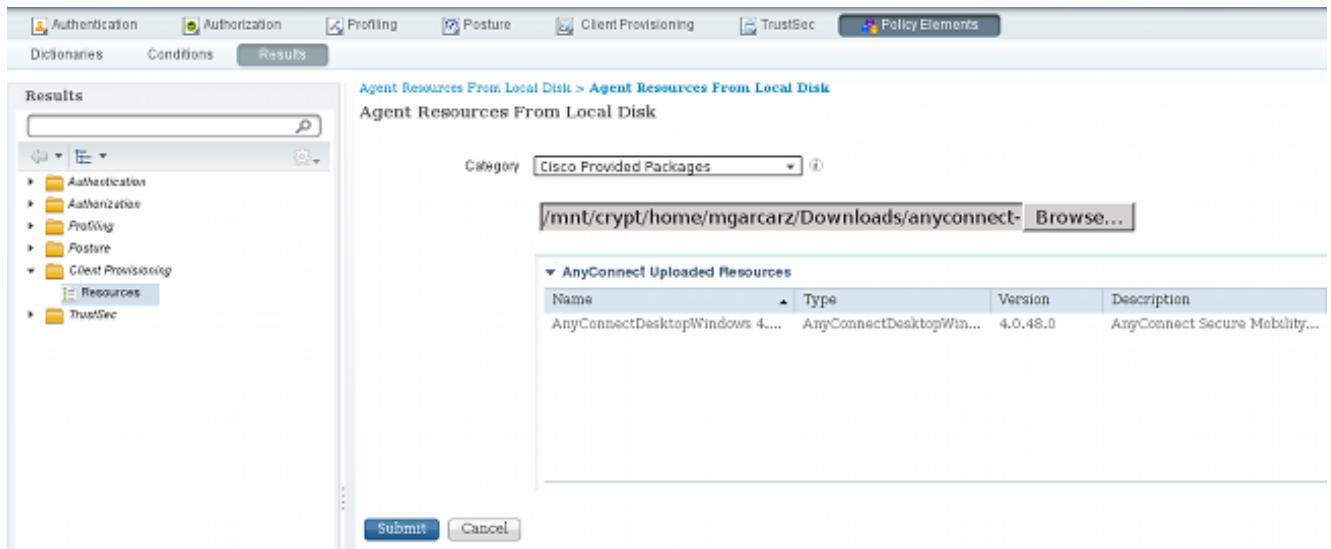 Authentication Authorization Profiling Posture Client Provisioning TrustSec Policy Elements
Dictionaries Conditions Results
Results
Authentication
Authorization
Profiling
Posture
Client Provisioning
Resources
TrustSec
Agent Resources From Local Disk > Agent Resources From Local Disk
Agent Resources From Local Disk
Category Cisco Provided Packages
/mnt/crypt/home/mgarcarz/Downloads/anyconnect- Browse...
AnyConnect Uploaded Resources
Name Type Version Description
AnyConnectDesktopWindows 4.... AnyConnectDesktopWin... 4.0.48.0 AnyConnect Secure Mobility...
Submit Cancel